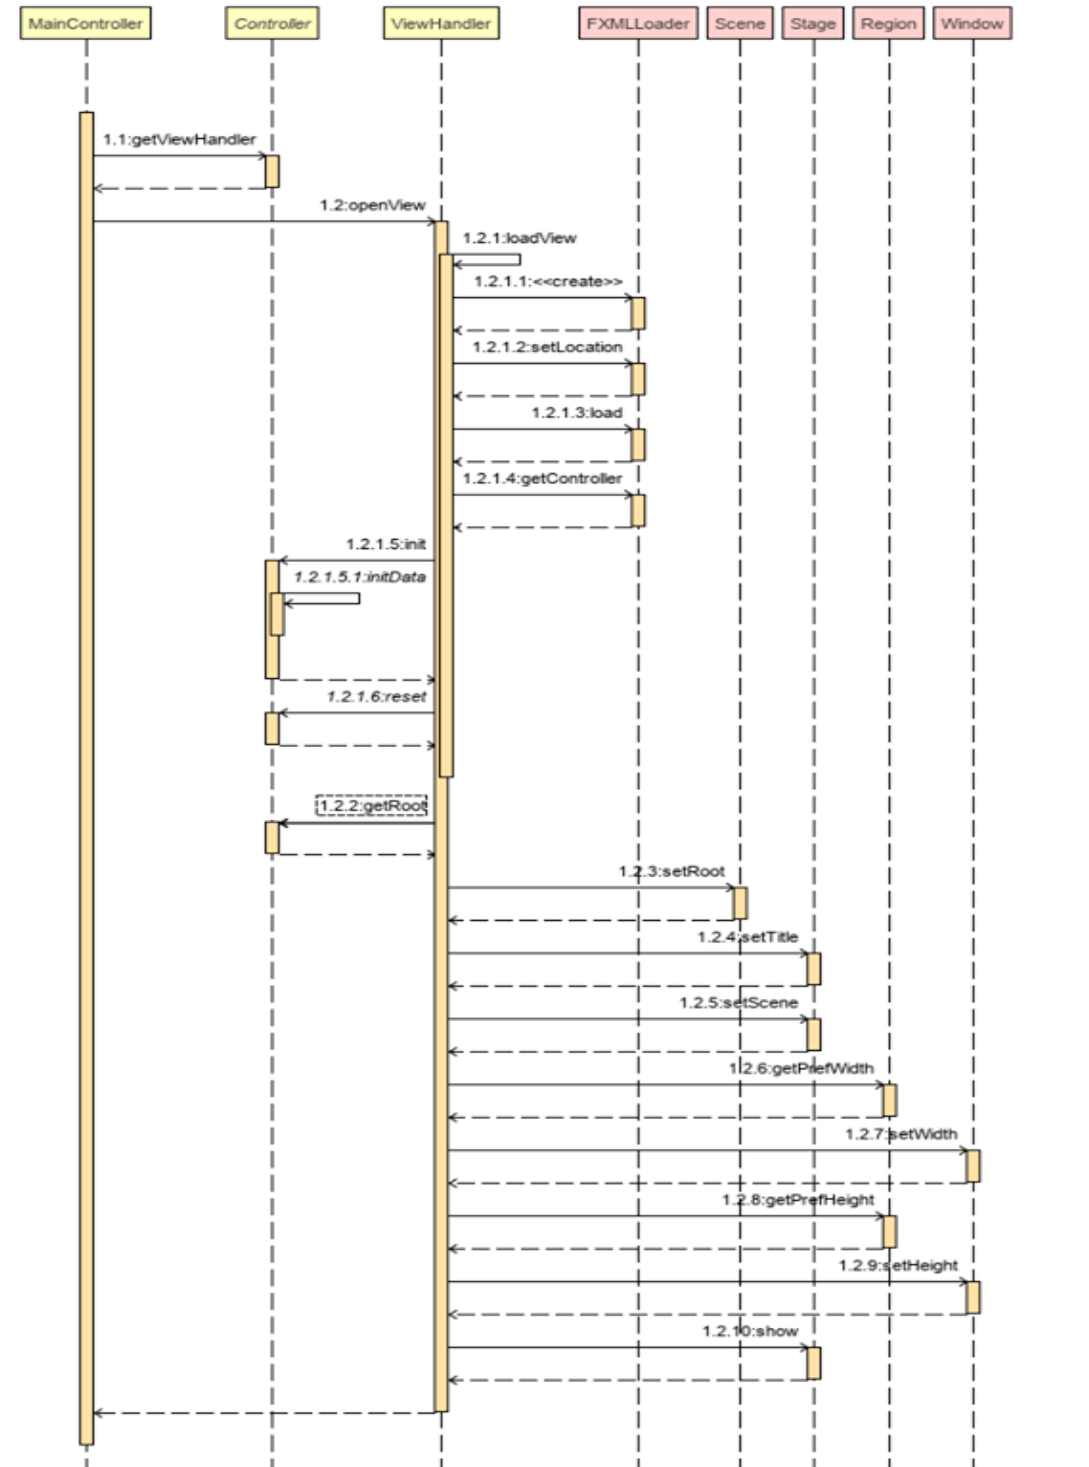 MainController
Controller
ViewHandler
FXMLLoader
Scene
Stage
Region
Window
1.1:getViewHandler
1.2:openView
1.2.1:loadView
1.2.1.1:<<create>>
1.2.1.2:setLocation
1.2.1.3:load
1.2.1.4:getController
1.2.1.5:init
1.2.1.5.1:initData
1.2.1.6:reset
1.2.2:getRoot
1.2.3:setRoot
1.2.4:setTitle
1.2.5:setScene
1.2.6:getPrefWidth
1.2.7:setWidth
1.2.8:getPrefHeight
1.2.9:setHeight
1.2.10:show